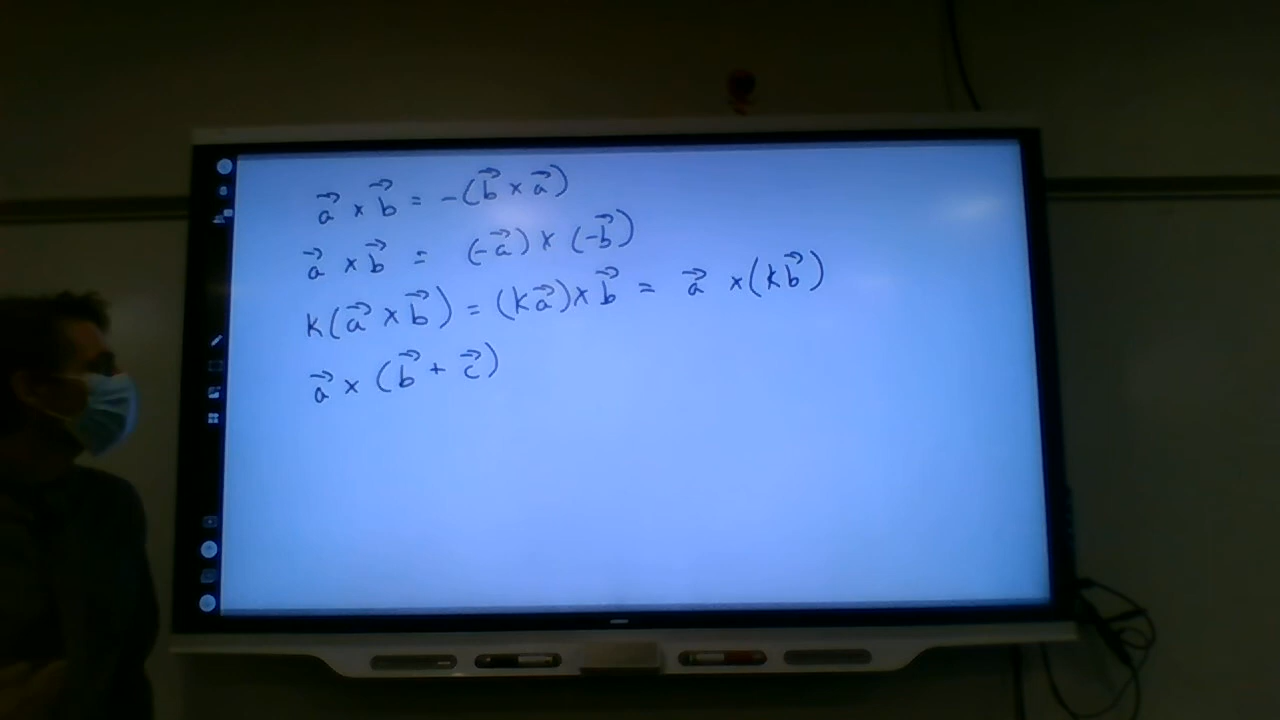 a⃗ × b⃗ = -(b⃗ × a⃗)
a⃗ × b⃗ = (-a⃗) × (-b⃗)
k(a⃗ × b⃗) = (ka⃗) × b⃗ = a⃗ × (kb⃗)
a⃗ × (b⃗ + c⃗)